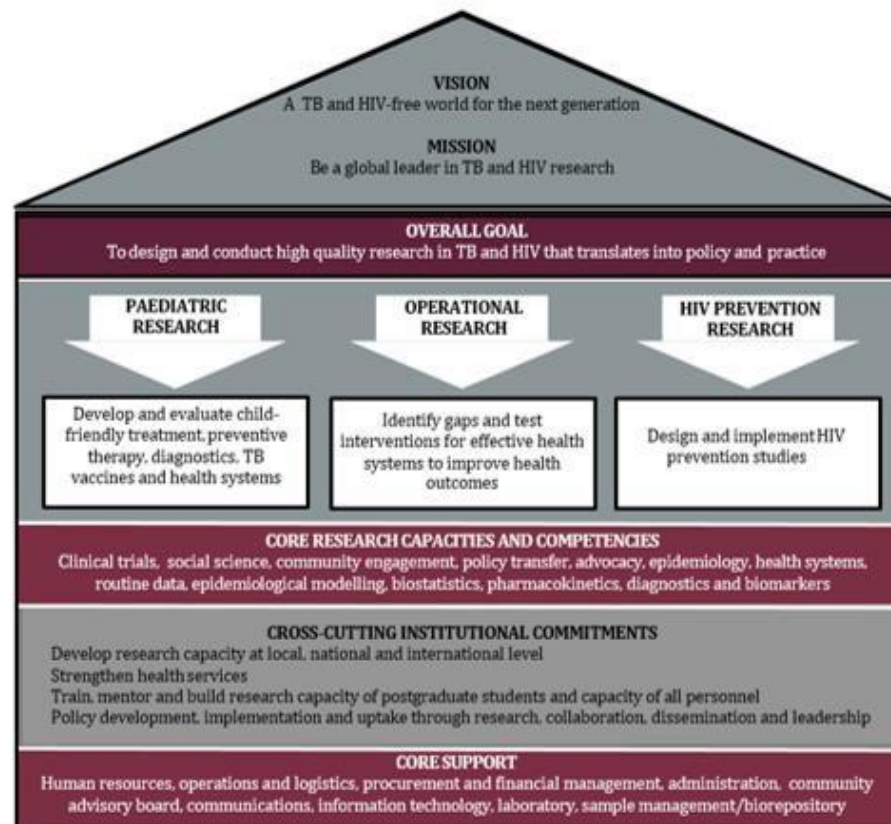 VISION
A TB and HIV-free world for the next generation
MISSION
Be a global leader in TB and HIV research
OVERALL GOAL
To design and conduct high quality research in TB and HIV that translates into policy and practice
PAEDIATRIC
RESEARCH
OPERATIONAL
RESEARCH
HIV PREVENTION
RESEARCH
Develop and evaluate child-
friendly treatment, preventive
therapy, diagnostics, TB
vaccines and health systems
Identify gaps and test
interventions for effective health
systems to improve health
outcomes
Design and implement HIV
prevention studies
CORE RESEARCH CAPACITIES AND COMPETENCIES
Clinical trials, social science, community engagement, policy transfer, advocacy, epidemiology, health systems,
routine data, epidemiological modelling, biostatistics, pharmacokinetics, diagnostics and biomarkers
CROSS-CUTTING INSTITUTIONAL COMMITMENTS
Develop research capacity at local, national and international level
Strengthen health services
Train, mentor and build research capacity of postgraduate students and capacity of all personnel
Policy development, implementation and uptake through research, collaboration, dissemination and leadership
CORE SUPPORT
Human resources, operations and logistics, procurement and financial management, administration, community
advisory board, communications, information technology, laboratory, sample management/biorepository